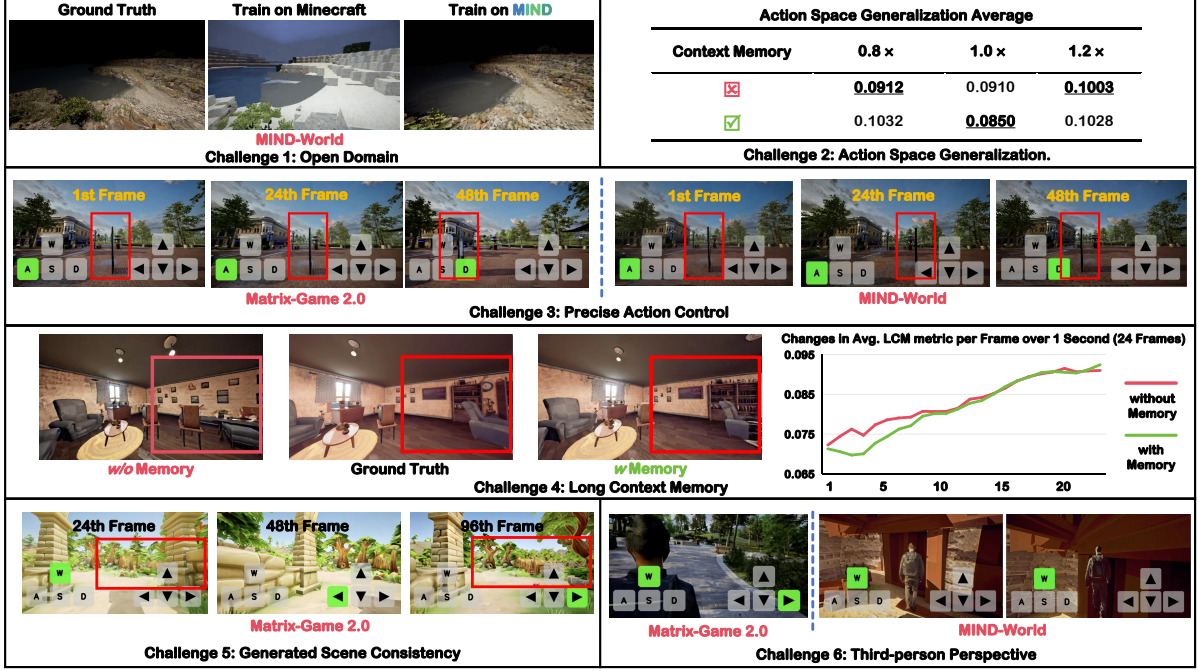 Ground Truth
Train on Minecraft
Train on MIND
MIND-World
Challenge 1: Open Domain
Action Space Generalization Average
Context Memory 0.8 × 1.0 × 1.2 ×
0.0912 0.0910 0.1003
0.1032 0.0850 0.1028
Challenge 2: Action Space Generalization.
1st Frame
24th Frame
48th Frame
1st Frame
24th Frame
48th Frame
W
A S D
W
A S D
W
A S D
W
A S D
W
A S D
W
A S D
Matrix-Game 2.0
MIND-World
Challenge 3: Precise Action Control
w/o Memory
Ground Truth
w Memory
Changes in Avg. LCM metric per Frame over 1 Second (24 Frames)
0.095
0.085
0.075
0.065
1 5 10 15 20
without
Memory
with
Memory
Challenge 4: Long Context Memory
24th Frame
48th Frame
96th Frame
W
A S D
W
A S D
W
A S D
Matrix-Game 2.0
Challenge 5: Generated Scene Consistency
W
A S D
W
A S D
W
A S D
Matrix-Game 2.0
MIND-World
Challenge 6: Third-person Perspective